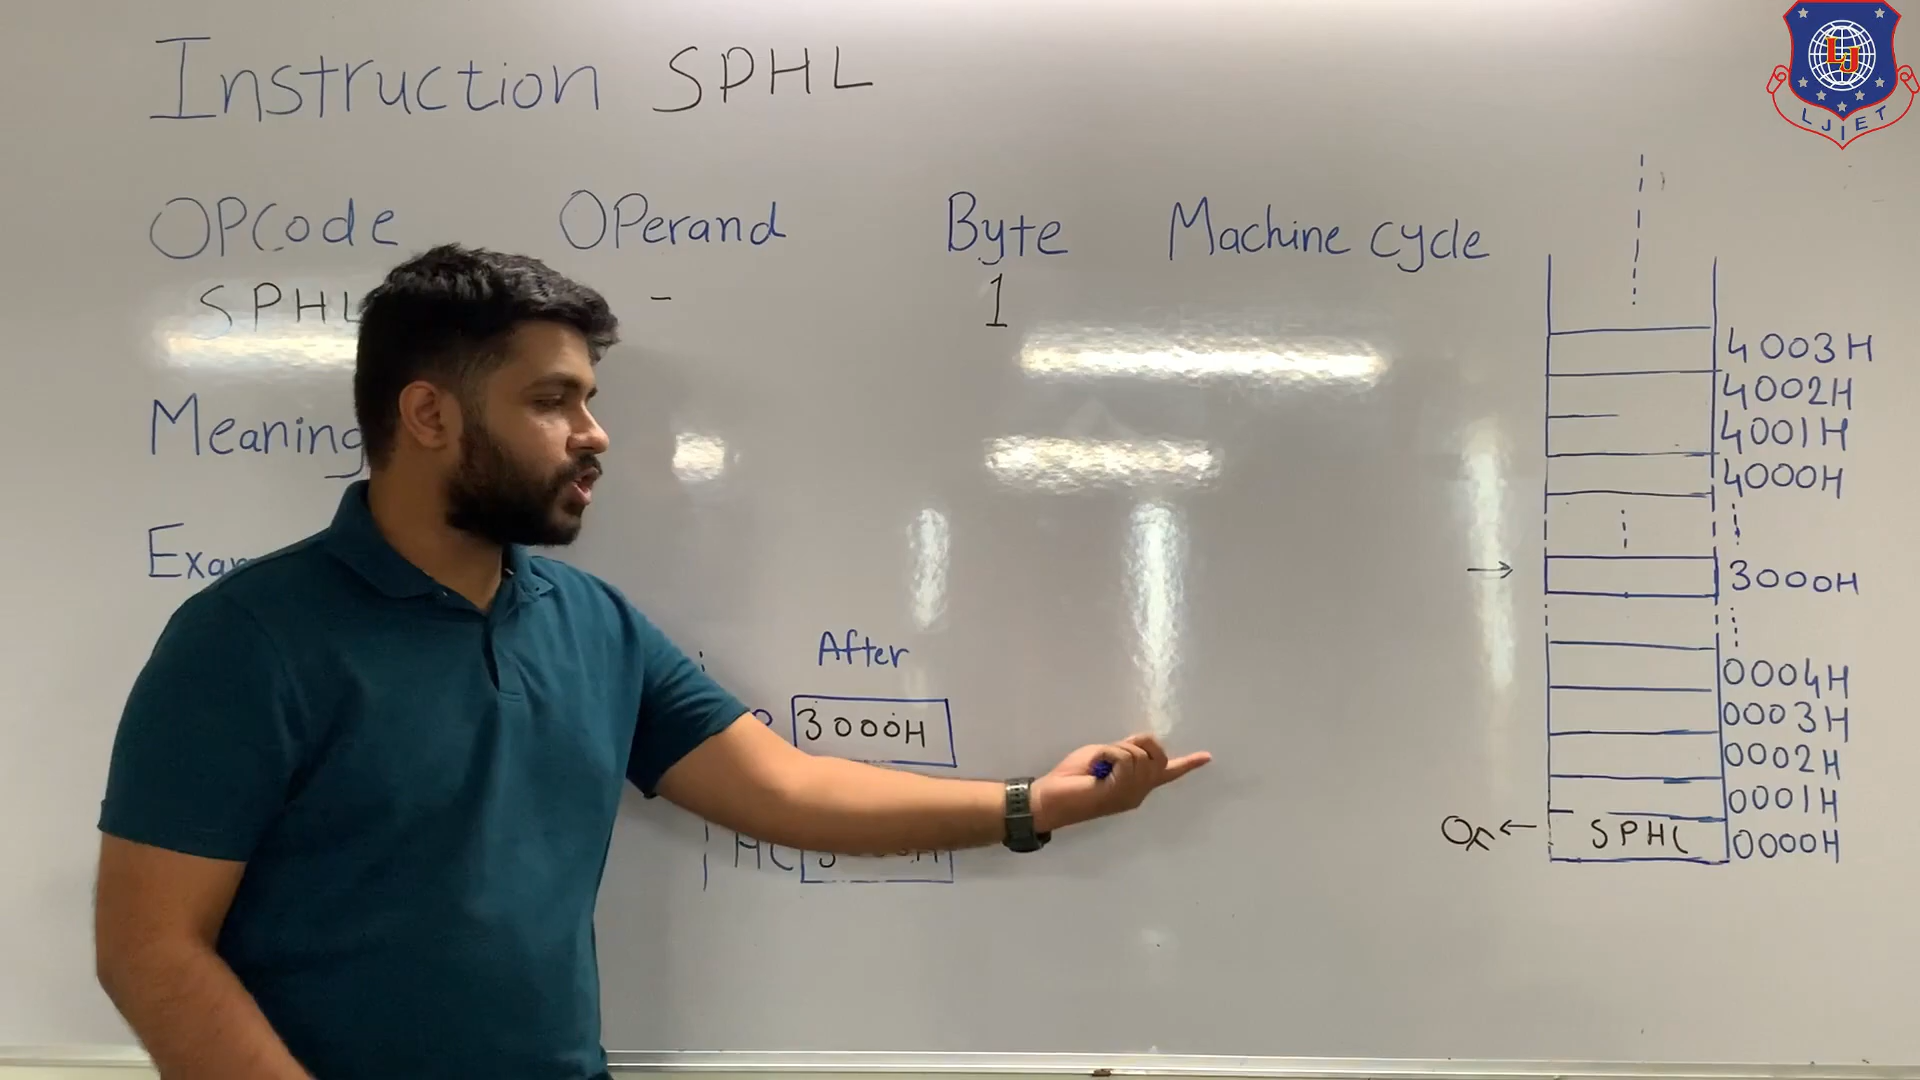 Instruction SPHL
OPCode OPerand Byte Machine cycle
SPHL - 1
Meaning
After
3000H
HL
4003H
4002H
4001H
4000H
3000H
0004H
0003H
0002H
0001H
SPHL 0000H
LJ
LJIET